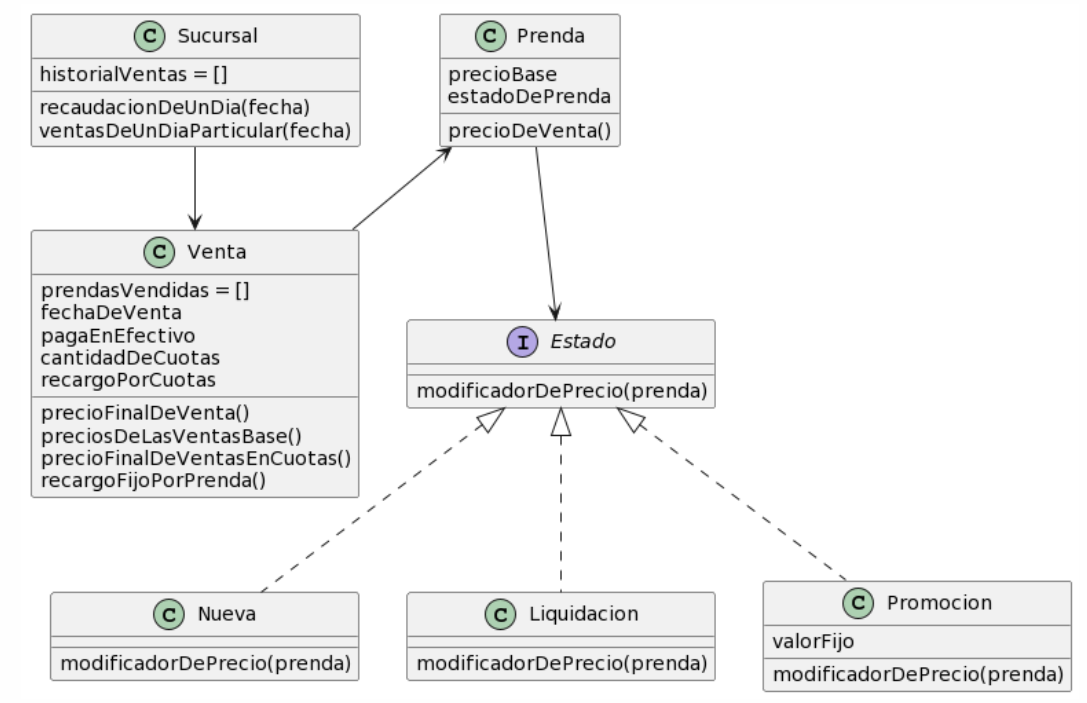 C Sucursal
historialVentas = []
recaudacionDeUnDia(fecha)
ventasDeUnDiaParticular(fecha)
C Prenda
precioBase
estadoDePrenda
precioDeVenta()
C Venta
prendasVendidas = []
fechaDeVenta
pagaEnEfectivo
cantidadDeCuotas
recargoPorCuotas
precioFinalDeVenta()
preciosDeLasVentasBase()
precioFinalDeVentasEnCuotas()
recargoFijoPorPrenda()
I Estado
modificadorDePrecio(prenda)
C Nueva
modificadorDePrecio(prenda)
C Liquidacion
modificadorDePrecio(prenda)
C Promocion
valorFijo
modificadorDePrecio(prenda)